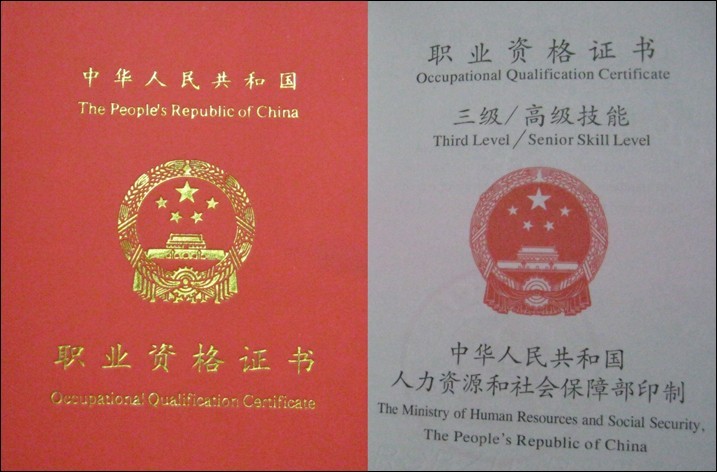 中华人民共和国
The People's Republic of China
职业资格证书
Occupational Qualification Certificate
职业资格证书
Occupational Qualification Certificate
三级/高级技能
Third Level/Senior Skill Level
中华人民共和国
人力资源和社会保障部印制
The Ministry of Human Resources and Social Security,
The People's Republic of China